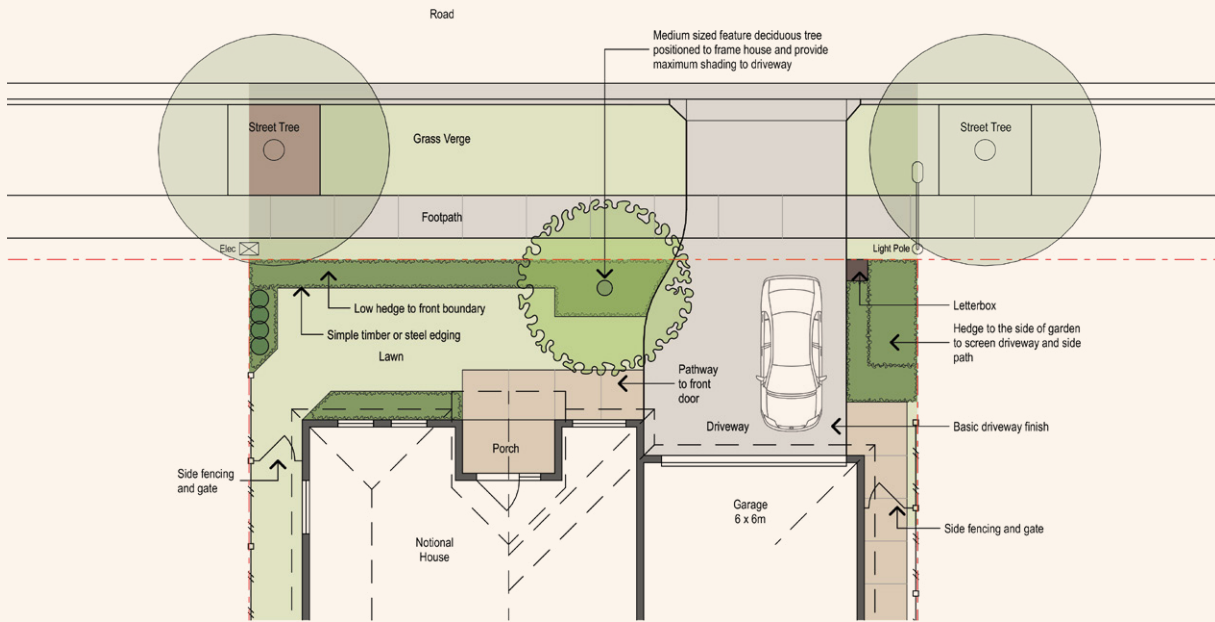 Road
Medium sized feature deciduous tree
positioned to frame house and provide
maximum shading to driveway
Street Tree
Grass Verge
Street Tree
Footpath
Elec
Light Pole
Low hedge to front boundary
Letterbox
Simple timber or steel edging
Hedge to the side of garden
to screen driveway and side
path
Lawn
Pathway
to front
door
Driveway
Basic driveway finish
Porch
Side fencing
and gate
Garage
6 x 6m
Side fencing and gate
Notional
House